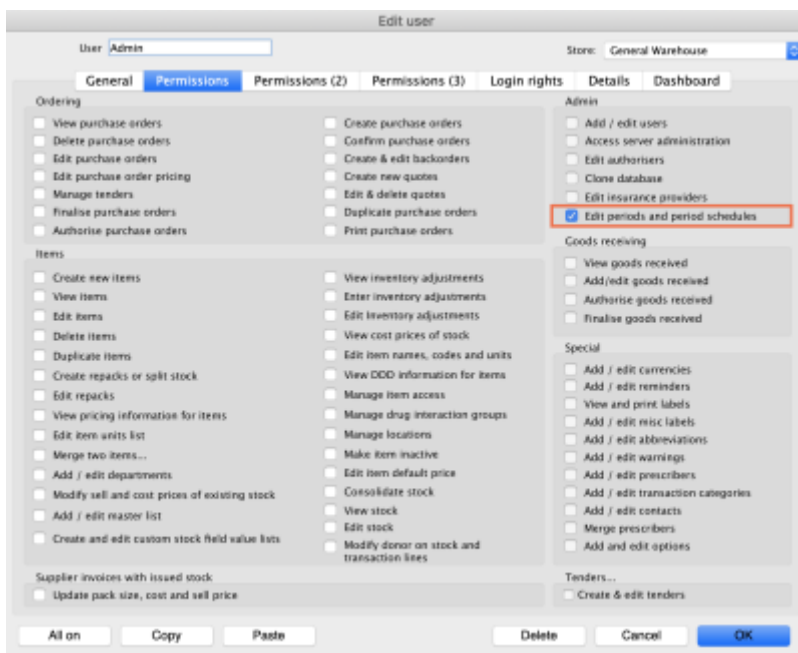 Edit user
User Admin
Store: General Warehouse
General Permissions Permissions (2) Permissions (3) Login rights Details Dashboard
Ordering
View purchase orders
Delete purchase orders
Edit purchase orders
Edit purchase order pricing
Manage tenders
Finalise purchase orders
Authorise purchase orders
Create purchase orders
Confirm purchase orders
Create & edit backorders
Create new quotes
Edit & delete quotes
Duplicate purchase orders
Print purchase orders
Items
Create new items
View items
Edit items
Delete items
Duplicate items
Create repacks or split stock
Edit repacks
View pricing information for items
Edit item units list
Merge two items...
Add / edit departments
Modify sell and cost prices of existing stock
Add / edit master list
Create and edit custom stock field value lists
View inventory adjustments
Enter inventory adjustments
Edit Inventory adjustments
View cost prices of stock
Edit item names, codes and units
View DDD information for items
Manage item access
Manage drug interaction groups
Manage locations
Make item inactive
Edit item default price
Consolidate stock
View stock
Edit stock
Modify donor on stock and
transaction lines
Supplier invoices with issued stock
Update pack size, cost and sell price
Admin
Add / edit users
Access server administration
Edit authorisers
Clone database
Edit insurance providers
Edit periods and period schedules
Goods receiving
View goods received
Add/edit goods received
Authorise goods received
Finalise goods received
Special
Add / edit currencies
Add / edit reminders
View and print labels
Add / edit misc labels
Add / edit abbreviations
Add / edit warnings
Add / edit prescribers
Add / edit transaction categories
Add / edit contacts
Merge prescribers
Add and edit options
Tenders...
Create & edit tenders
All on Copy Paste Delete Cancel OK